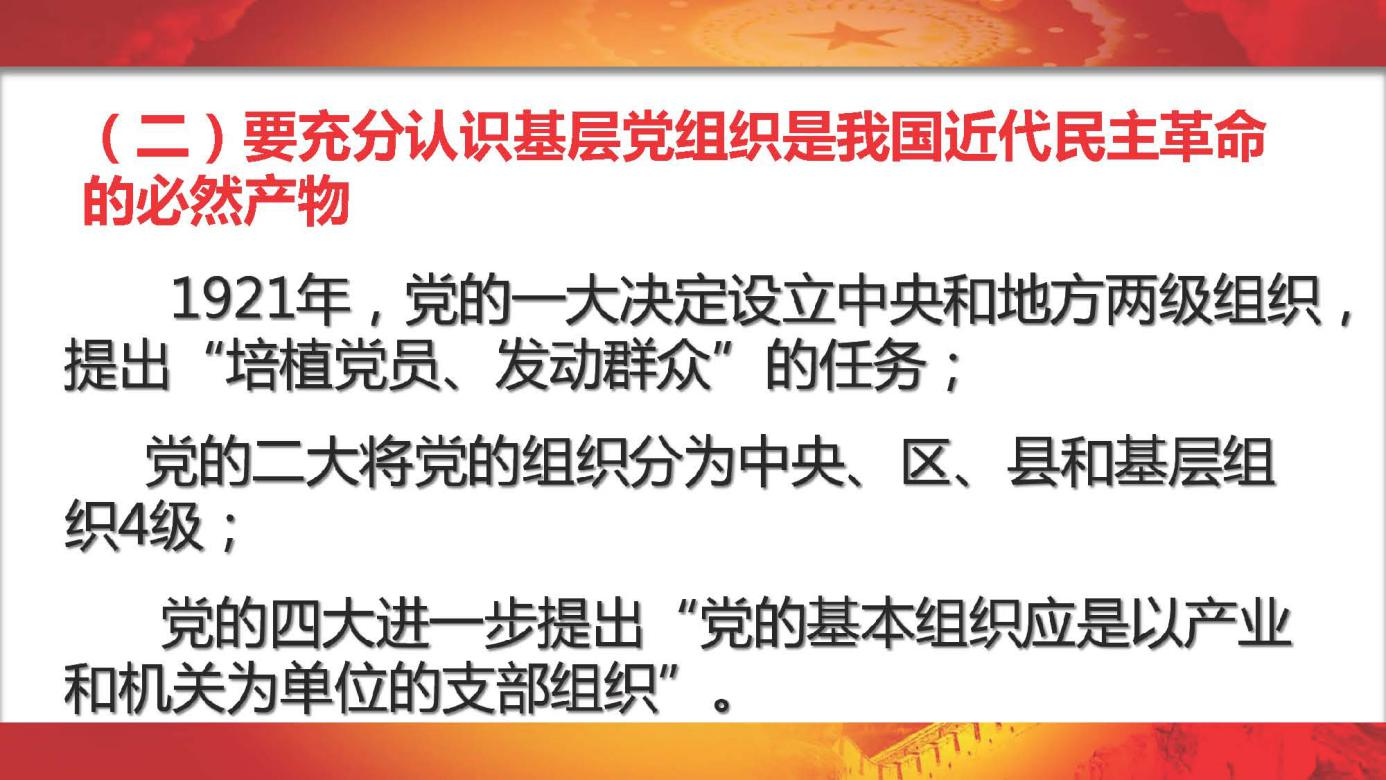 （二）要充分认识基层党组织是我国近代民主革命
的必然产物
1921年，党的一大决定设立中央和地方两级组织，
提出“培植党员、发动群众”的任务；
党的二大将党的组织分为中央、区、县和基层组
织4级；
党的四大进一步提出“党的基本组织应是以产业
和机关为单位的支部组织”。